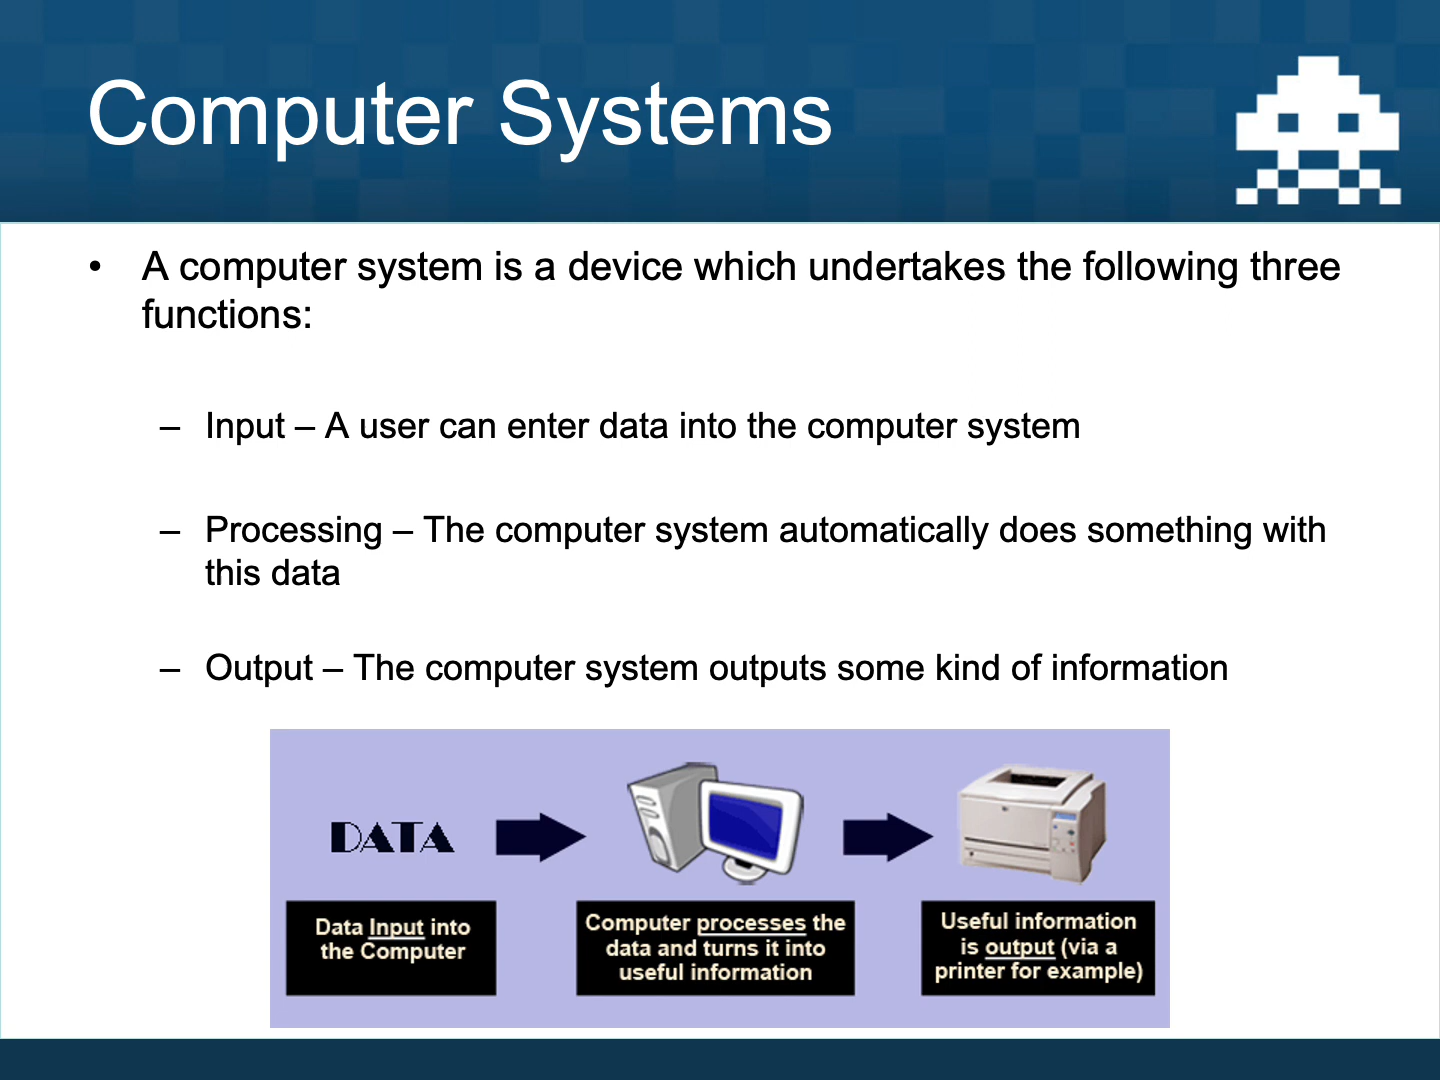 Computer Systems
• A computer system is a device which undertakes the following three
functions:
– Input – A user can enter data into the computer system
– Processing – The computer system automatically does something with
this data
– Output – The computer system outputs some kind of information
DATA
Data Input into
the Computer
Computer processes the
data and turns it into
useful information
Useful information
is output (via a
printer for example)